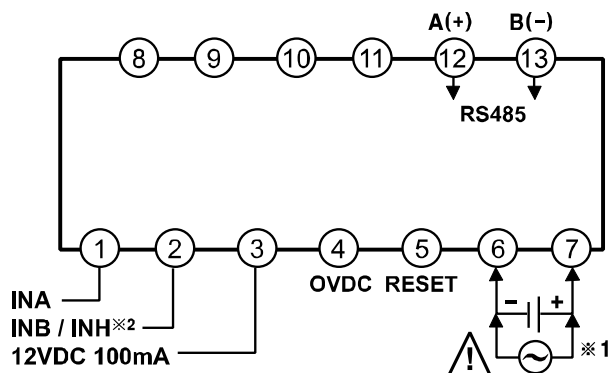 A(+) B(-)
8 9 10 11 12 13
RS485
1 2 3 4 5 6 7
OVDC RESET
INA
INB / INH※2
12VDC 100mA
- +
※1
!